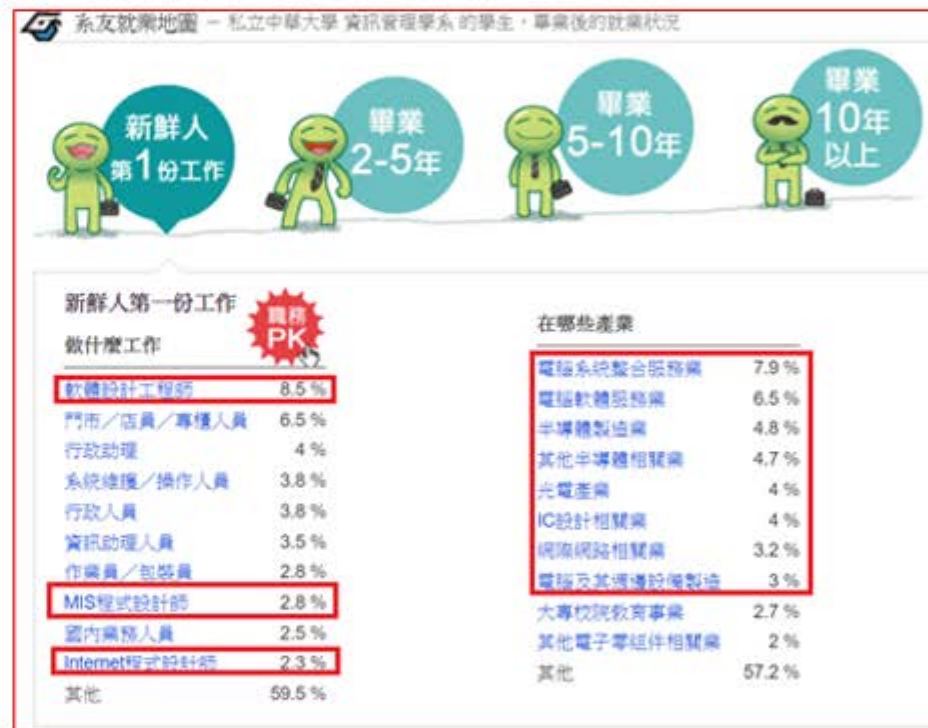 系友就業地圖 － 私立中華大學 資訊管理學系 的學生，畢業後的就業狀況
新鮮人
第1份工作
畢業
2-5年
畢業
5-10年
畢業
10年
以上
新鮮人第一份工作
職務
PK
做什麼工作
軟體設計工程師 8.5 %
門市／店員／專櫃人員 6.5 %
行政助理 4 %
系統維護／操作人員 3.8 %
行政人員 3.8 %
資訊助理人員 3.5 %
作業員／包裝員 2.8 %
MIS程式設計師 2.8 %
國內業務人員 2.5 %
Internet程式設計師 2.3 %
其他 59.5 %
在哪些產業
電腦系統整合服務業 7.9 %
電腦軟體服務業 6.5 %
半導體製造業 4.8 %
其他半導體相關業 4.7 %
光電產業 4 %
IC設計相關業 4 %
網際網路相關業 3.2 %
電腦及其週邊設備製造 3 %
大專校院教育事業 2.7 %
其他電子零組件相關業 2 %
其他 57.2 %